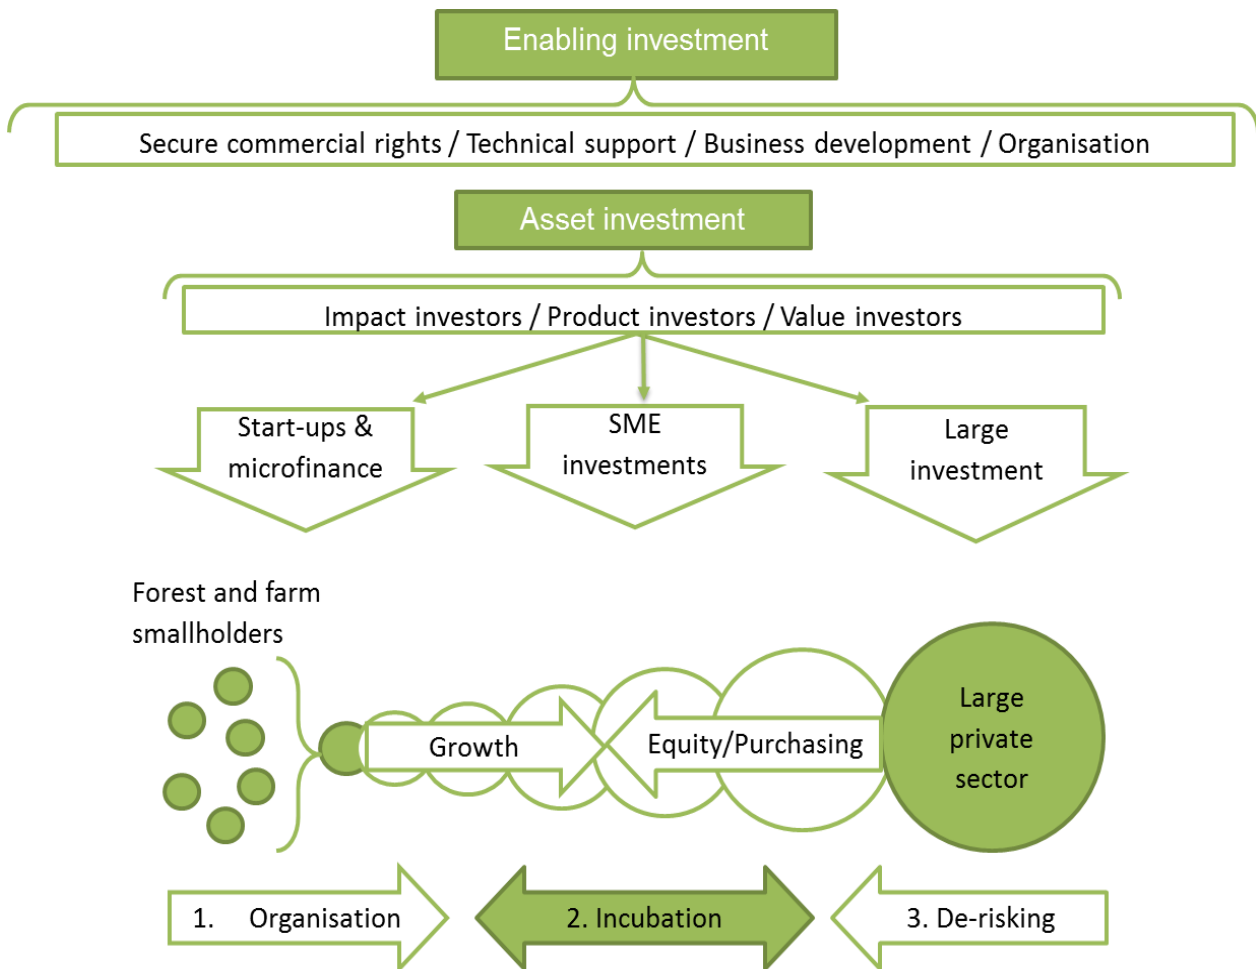 Enabling investment
Secure commercial rights / Technical support / Business development / Organisation
Asset investment
Impact investors / Product investors / Value investors
Start-ups &
microfinance
SME
investments
Large
investment
Forest and farm
smallholders
Growth
Equity/Purchasing
Large
private
sector
1. Organisation
2. Incubation
3. De-risking